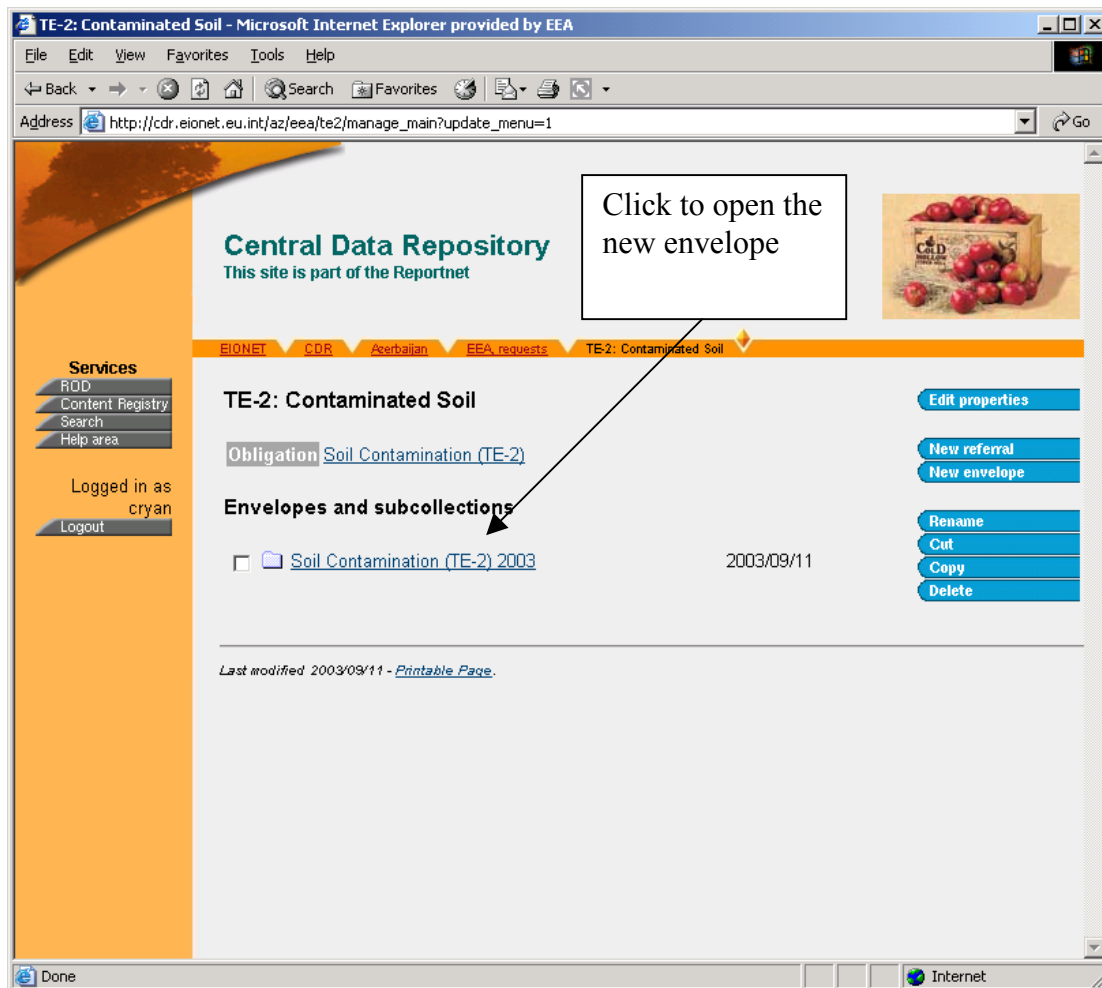 TE-2: Contaminated Soil - Microsoft Internet Explorer provided by EEA
File Edit View Favorites Tools Help
Back Search Favorites
Address http://cdr.eionet.eu.int/az/eea/te2/manage_main?update_menu=1 Go
Click to open the
new envelope
Central Data Repository
This site is part of the Reportnet
COLD
HOLLOW
EIONET CDR Azerbaijan EEA requests TE-2: Contaminated Soil
Services
ROD
Content Registry
Search
Help area
Logged in as
cryan
Logout
TE-2: Contaminated Soil
Obligation Soil Contamination (TE-2)
Envelopes and subcollections
Soil Contamination (TE-2) 2003 2003/09/11
Edit properties
New referral
New envelope
Rename
Cut
Copy
Delete
Last modified 2003/09/11 - Printable Page.
Done Internet